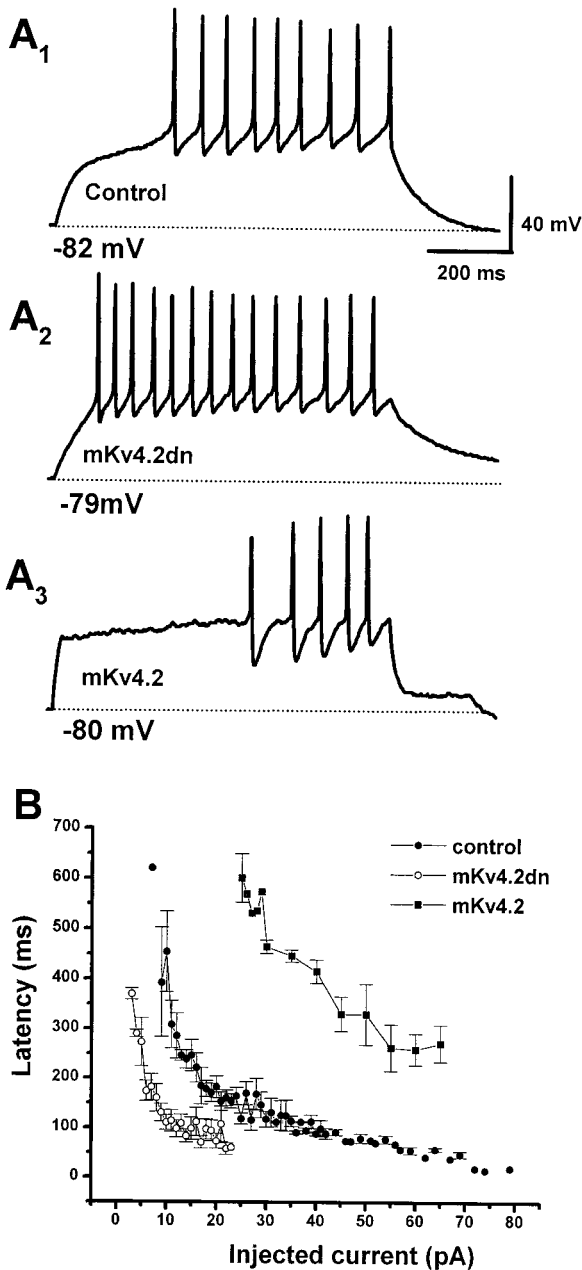 A1
Control
-82 mV
40 mV
200 ms
A2
mKv4.2dn
-79mV
A3
mKv4.2
-80 mV
B
700
600
500
400
300
200
100
0
Latency (ms)
control
mKv4.2dn
mKv4.2
0 10 20 30 40 50 60 70 80
Injected current (pA)